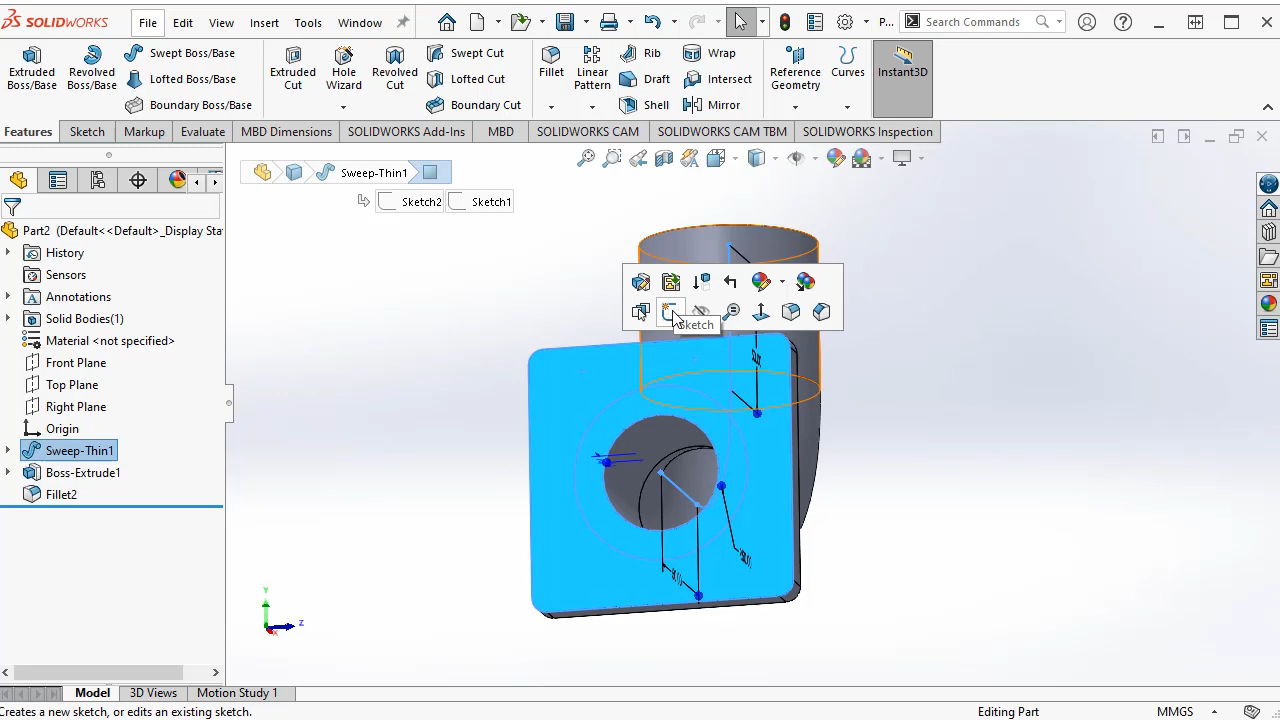 SOLIDWORKS
File Edit View Insert Tools Window
P... Search Commands
Extruded Boss/Base
Revolved Boss/Base
Swept Boss/Base
Lofted Boss/Base
Boundary Boss/Base
Extruded Cut
Hole Wizard
Revolved Cut
Swept Cut
Lofted Cut
Boundary Cut
Fillet
Linear Pattern
Rib
Draft
Shell
Wrap
Intersect
Mirror
Reference Geometry
Curves
Instant3D
Features Sketch Markup Evaluate MBD Dimensions SOLIDWORKS Add-Ins MBD SOLIDWORKS CAM SOLIDWORKS CAM TBM SOLIDWORKS Inspection
Sweep-Thin1
Sketch2 Sketch1
Part2 (Default<<Default>_Display Sta
History
Sensors
Annotations
Solid Bodies(1)
Material <not specified>
Front Plane
Top Plane
Right Plane
Origin
Sweep-Thin1
Boss-Extrude1
Fillet2
Sketch
Y
Z
X
Model 3D Views Motion Study 1
Creates a new sketch, or edits an existing sketch.
Editing Part
MMGS